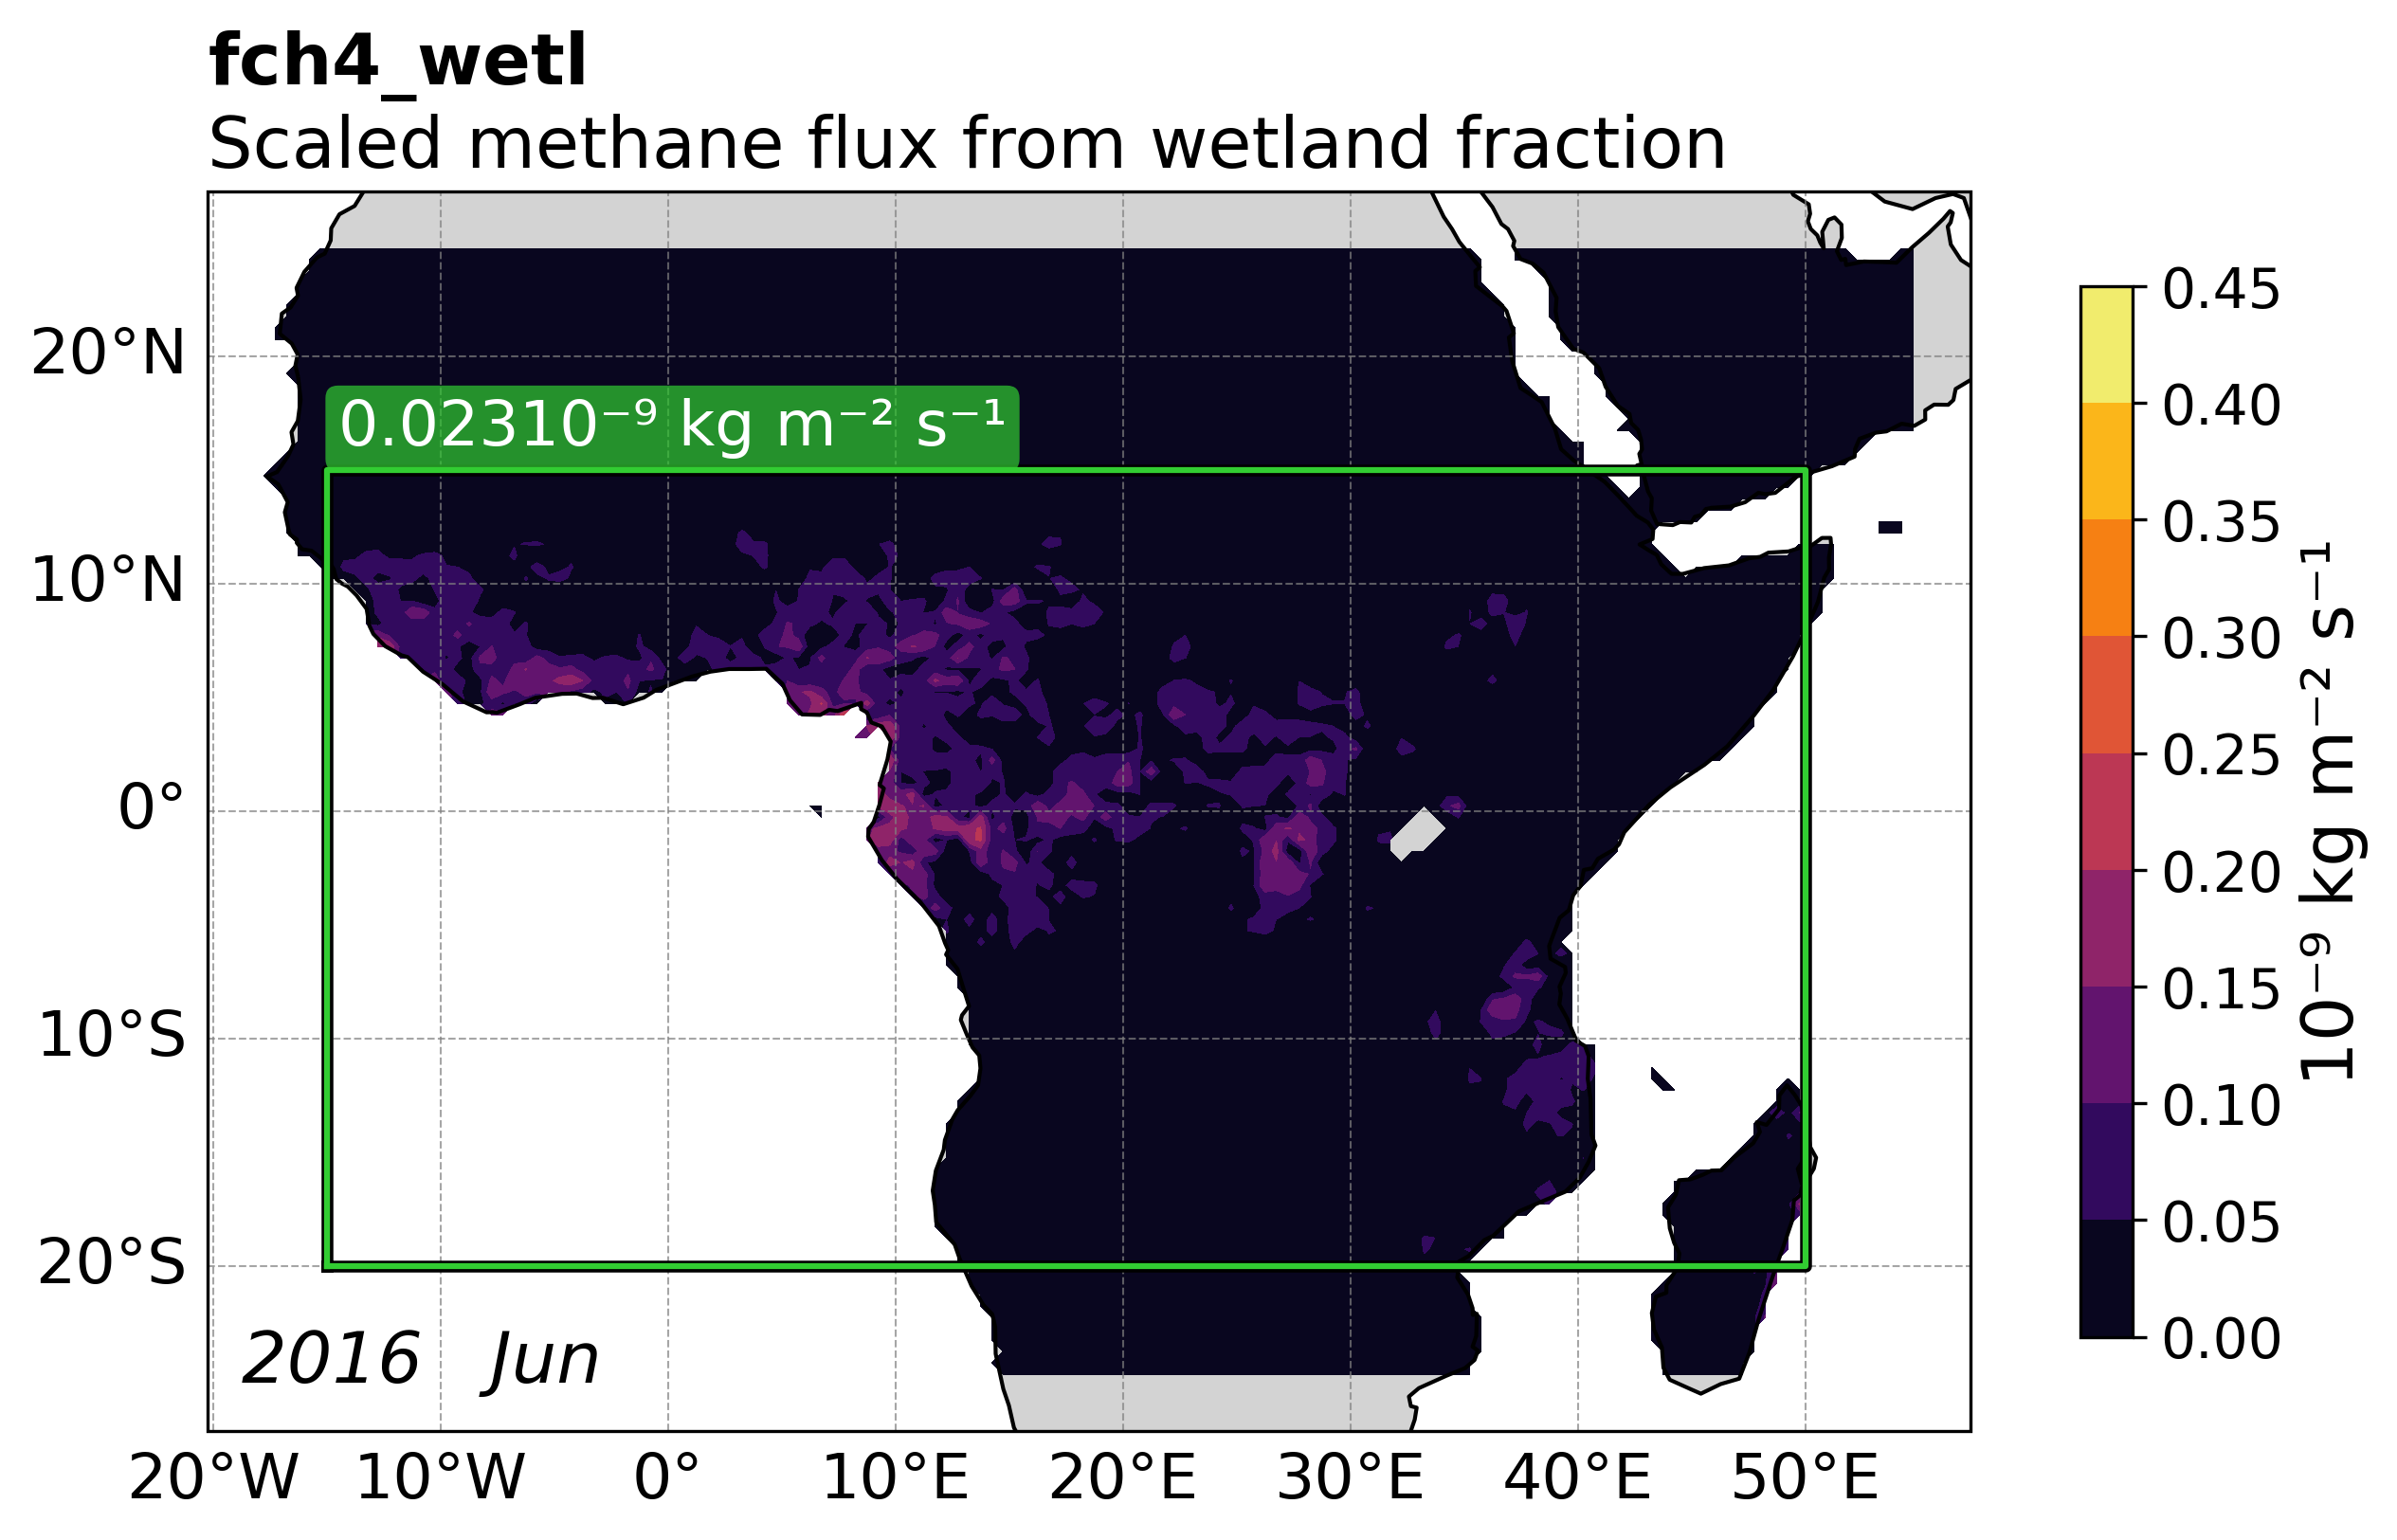 fch4_wetl
Scaled methane flux from wetland fraction
0.02310⁻⁹ kg m⁻² s⁻¹
20°N
10°N
0°
10°S
20°S
2016 Jun
20°W 10°W 0° 10°E 20°E 30°E 40°E 50°E
0.45
0.40
0.35
0.30
0.25
0.20
0.15
0.10
0.05
0.00
10⁻⁹ kg m⁻² s⁻¹